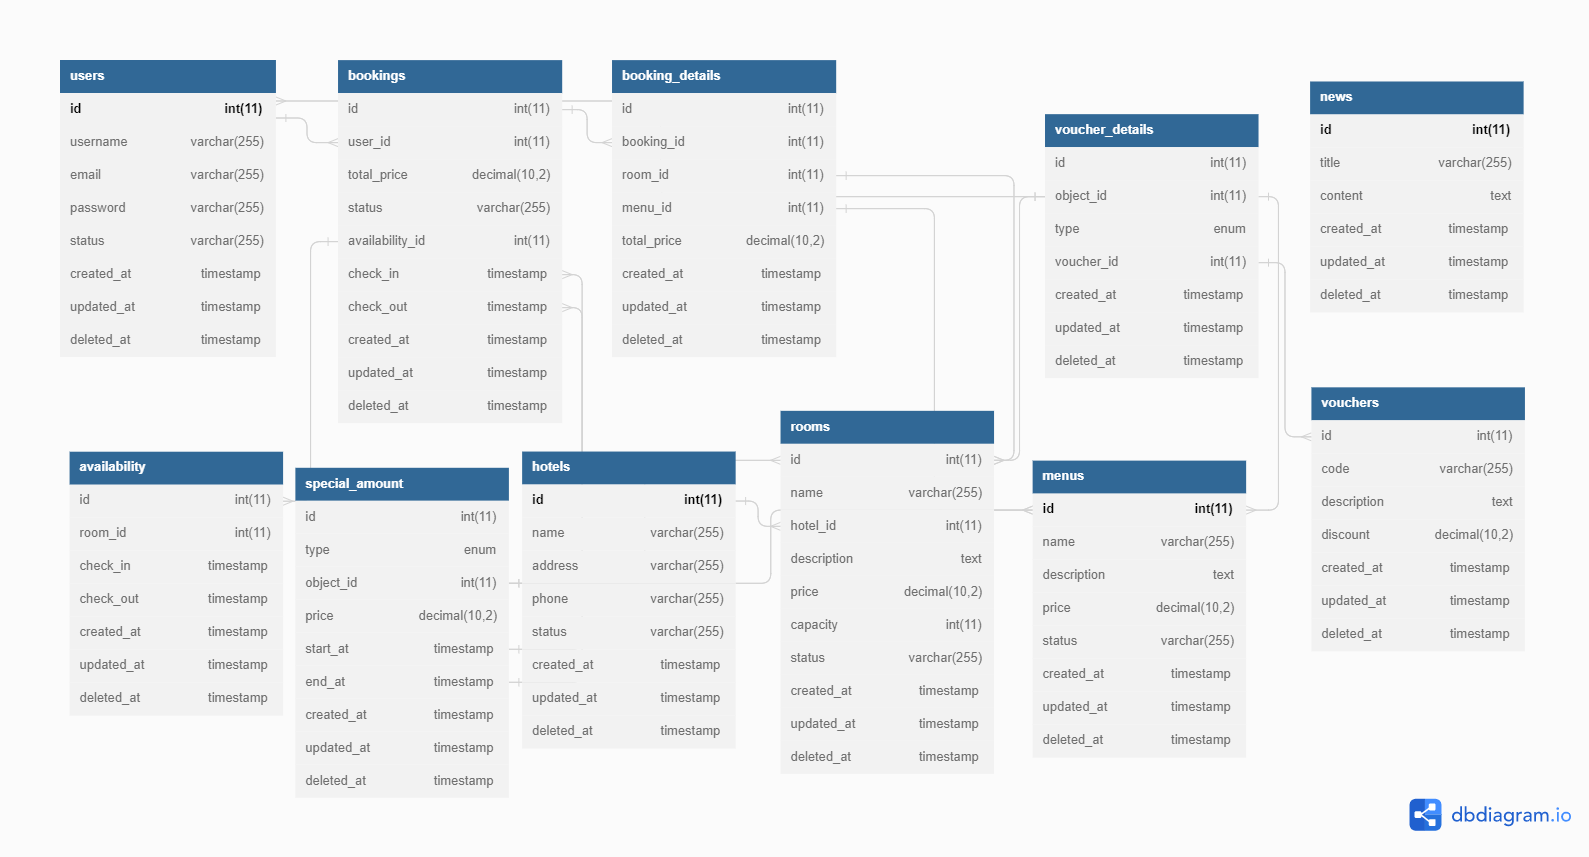 users
id int(11)
username varchar(255)
email varchar(255)
password varchar(255)
status varchar(255)
created_at timestamp
updated_at timestamp
deleted_at timestamp
bookings
id int(11)
user_id int(11)
total_price decimal(10,2)
status varchar(255)
availability_id int(11)
check_in timestamp
check_out timestamp
created_at timestamp
updated_at timestamp
deleted_at timestamp
booking_details
id int(11)
booking_id int(11)
room_id int(11)
menu_id int(11)
total_price decimal(10,2)
created_at timestamp
updated_at timestamp
deleted_at timestamp
voucher_details
id int(11)
object_id int(11)
type enum
voucher_id int(11)
created_at timestamp
updated_at timestamp
deleted_at timestamp
news
id int(11)
title varchar(255)
content text
created_at timestamp
updated_at timestamp
deleted_at timestamp
availability
id int(11)
room_id int(11)
check_in timestamp
check_out timestamp
created_at timestamp
updated_at timestamp
deleted_at timestamp
special_amount
id int(11)
type enum
object_id int(11)
price decimal(10,2)
start_at timestamp
end_at timestamp
created_at timestamp
updated_at timestamp
deleted_at timestamp
hotels
id int(11)
name varchar(255)
address varchar(255)
phone varchar(255)
status varchar(255)
created_at timestamp
updated_at timestamp
deleted_at timestamp
rooms
id int(11)
name varchar(255)
hotel_id int(11)
description text
price decimal(10,2)
capacity int(11)
status varchar(255)
created_at timestamp
updated_at timestamp
deleted_at timestamp
menus
id int(11)
name varchar(255)
description text
price decimal(10,2)
status varchar(255)
created_at timestamp
updated_at timestamp
deleted_at timestamp
vouchers
id int(11)
code varchar(255)
description text
discount decimal(10,2)
created_at timestamp
updated_at timestamp
deleted_at timestamp
dbdiagram.io